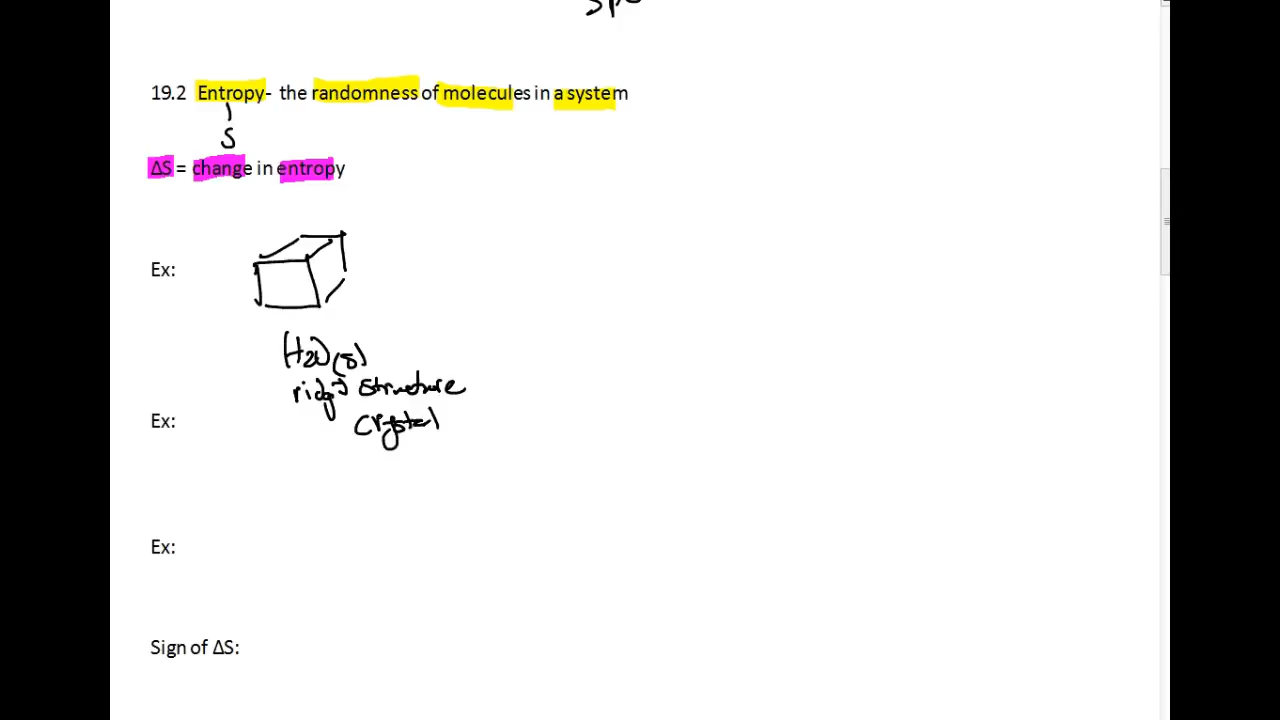 19.2 Entropy- the randomness of molecules in a system
S
ΔS = change in entropy
Ex:
H2O(s)
rigid structure
crystal
Ex:
Ex:
Sign of ΔS: